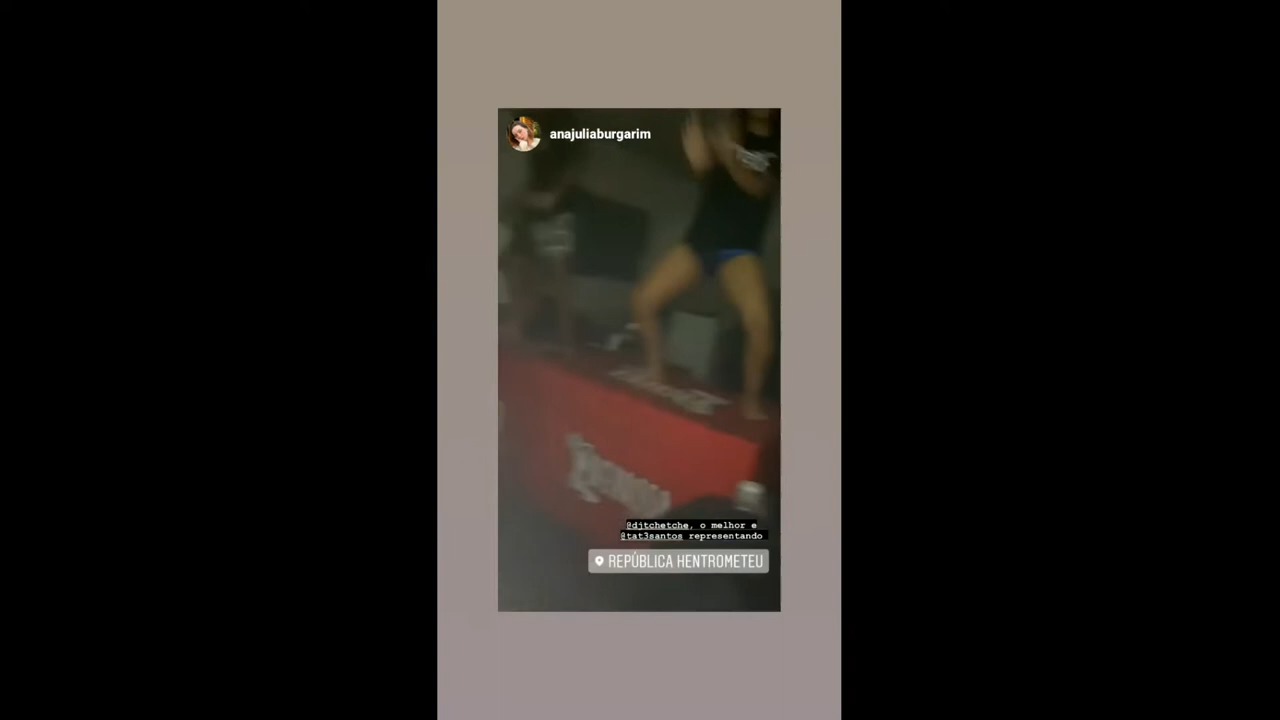 anajuliaburgarim
@djtchetche, o melhor e
@tat3santos representando
REPÚBLICA HENTROMETEU